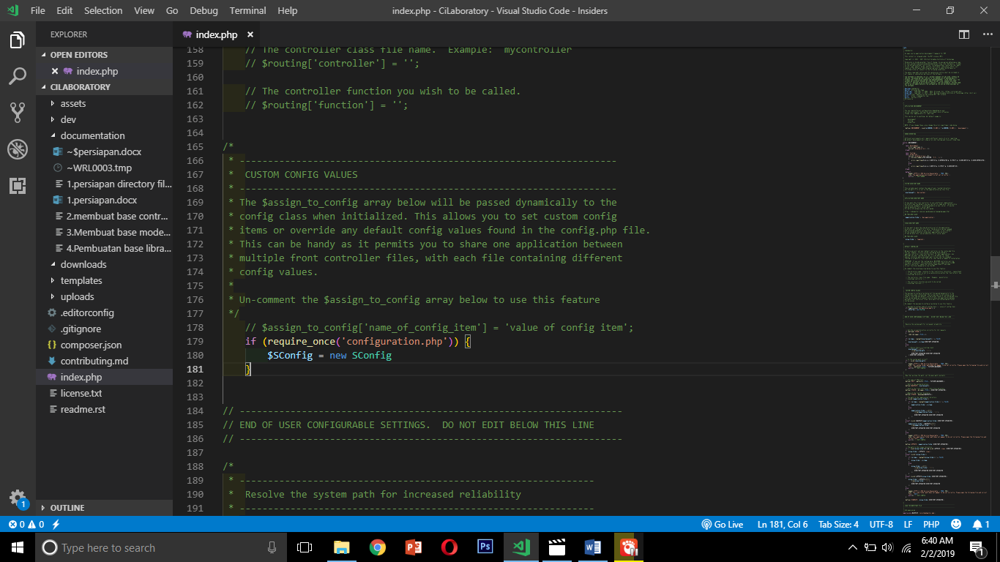 File Edit Selection View Go Debug Terminal Help
index.php - CiLaboratory - Visual Studio Code - Insiders
EXPLORER
OPEN EDITORS
index.php
CILABORATORY
assets
dev
documentation
~$persiapan.docx
~WRL0003.tmp
1.persiapan directory fil...
1.persiapan.docx
2.membuat base contr...
3.Membuat base mode...
4.Pembuatan base libra...
downloads
templates
uploads
.editorconfig
.gitignore
composer.json
contributing.md
index.php
license.txt
readme.rst
OUTLINE
1
index.php
158 // The controller class file name.  Example:  mycontroller
159 // $routing['controller'] = '';
160
161 // The controller function you wish to be called.
162 // $routing['function'] = '';
163
164
165 /*
166 * -------------------------------------------------------------------
167 *  CUSTOM CONFIG VALUES
168 * -------------------------------------------------------------------
169 * The $assign_to_config array below will be passed dynamically to the
170 * config class when initialized. This allows you to set custom config
171 * items or override any default config values found in the config.php file.
172 * This can be handy as it permits you to share one application between
173 * multiple front controller files, with each file containing different
174 * config values.
175 *
176 * Un-comment the $assign_to_config array below to use this feature
177 */
178 // $assign_to_config['name_of_config_item'] = 'value of config item';
179 if (require_once('configuration.php')) {
180 $SConfig = new SConfig
181 }
182
183
184 // --------------------------------------------------------------------
185 // END OF USER CONFIGURABLE SETTINGS.  DO NOT EDIT BELOW THIS LINE
186 // --------------------------------------------------------------------
187
188 /*
189 * ---------------------------------------------------------------
190 *  Resolve the system path for increased reliability
191 * ---------------------------------------------------------------
0 0 Go Live Ln 181, Col 6 Tab Size: 4 UTF-8 LF PHP 1
Type here to search
Ps
6:40 AM
2/2/2019
1